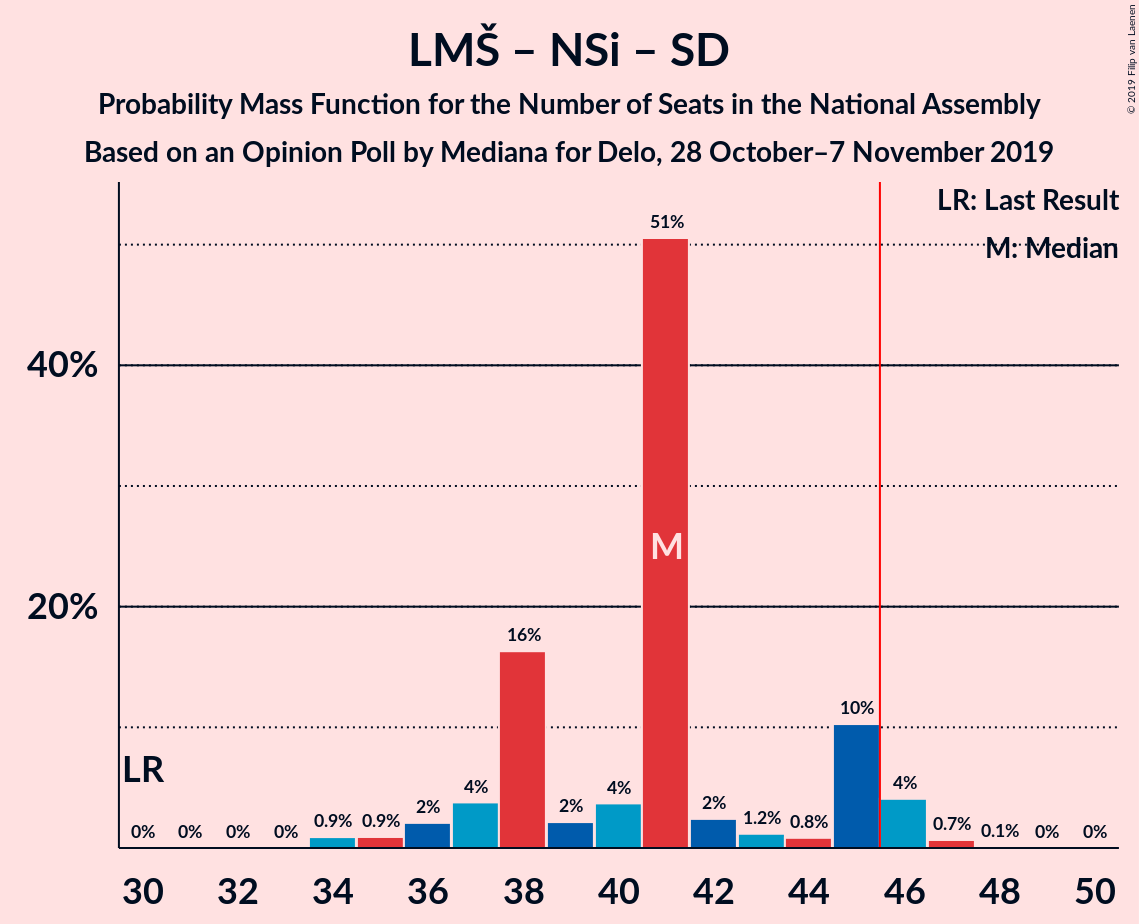 LMŠ – NSi – SD
Probability Mass Function for the Number of Seats in the National Assembly
Based on an Opinion Poll by Mediana for Delo, 28 October–7 November 2019
© 2019 Filip van Laenen
LR: Last Result
M: Median
51%
40%
M
20%
16%
10%
LR
0% 0% 0% 0% 0.9% 0.9% 2% 4% 2% 4% 2% 1.2% 0.8% 4% 0.7% 0.1% 0% 0%
30 32 34 36 38 40 42 44 46 48 50